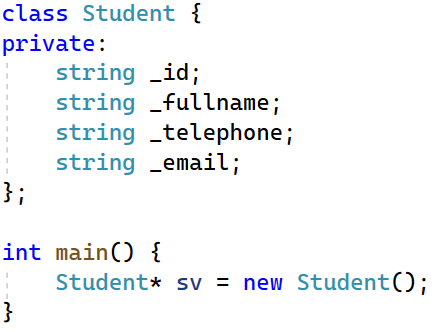 class Student {
private:
    string _id;
    string _fullname;
    string _telephone;
    string _email;
};

int main() {
    Student* sv = new Student();
}